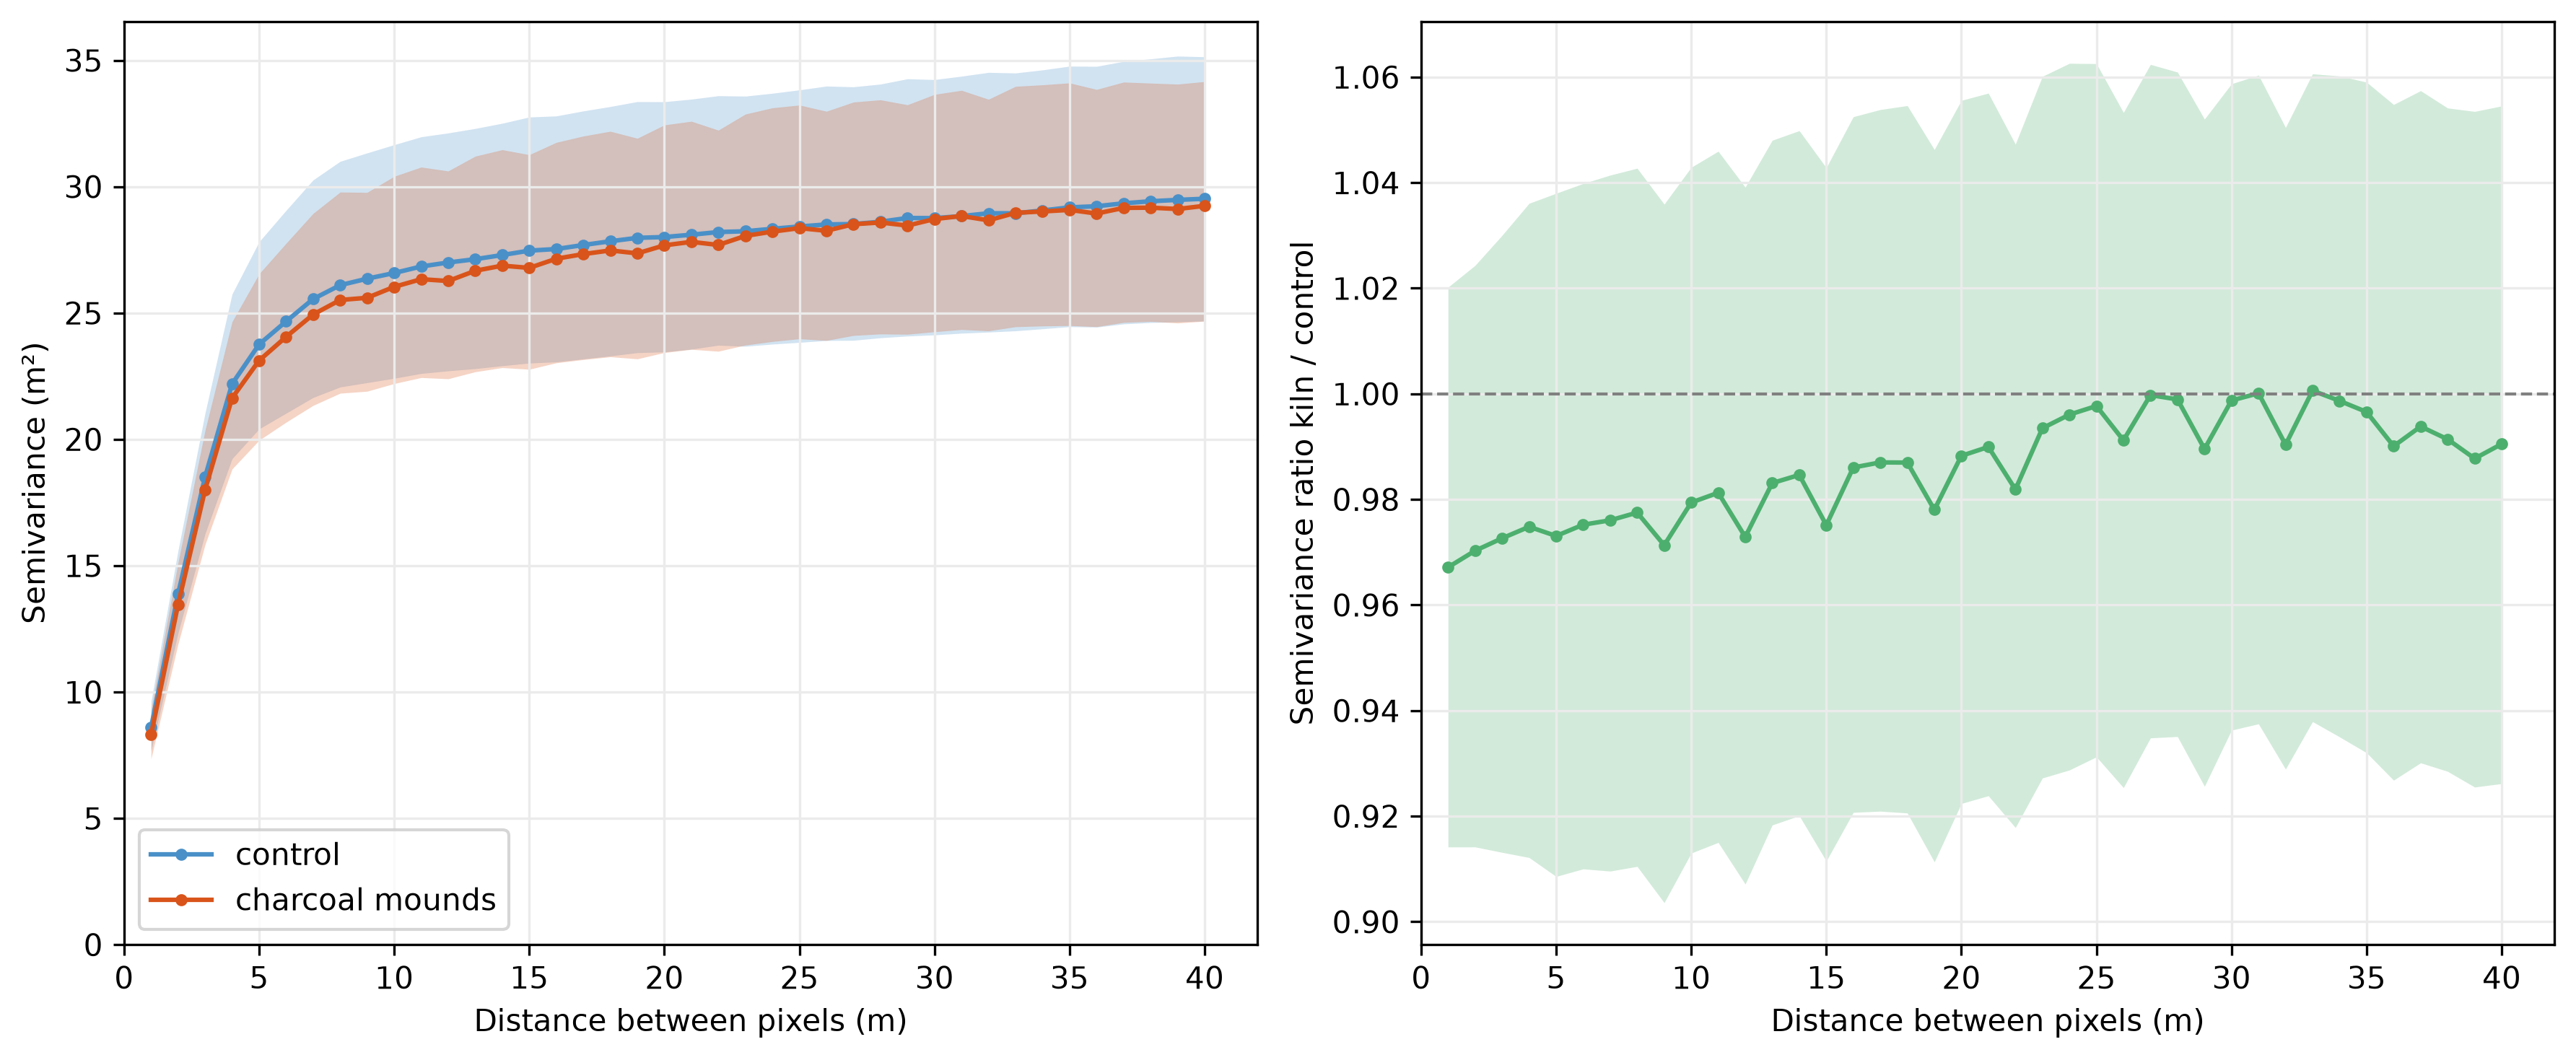 35
30
25
20
15
10
5
0
Semivariance (m²)
control
charcoal mounds
0 5 10 15 20 25 30 35 40
Distance between pixels (m)
1.06
1.04
1.02
1.00
0.98
0.96
0.94
0.92
0.90
Semivariance ratio kiln / control
0 5 10 15 20 25 30 35 40
Distance between pixels (m)